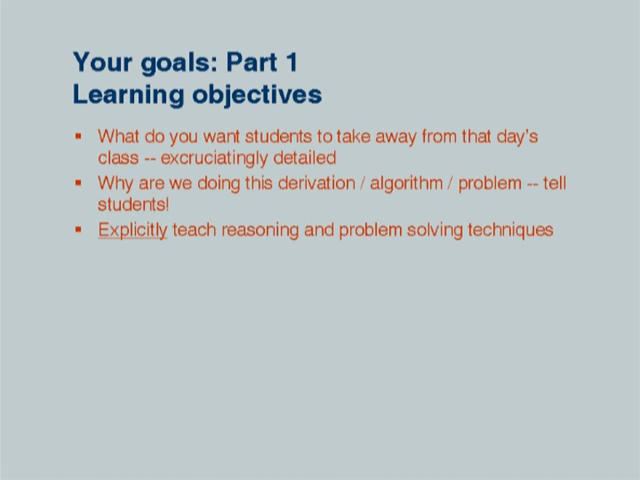 Your goals: Part 1
Learning objectives
▪ What do you want students to take away from that day's
class -- excruciatingly detailed
▪ Why are we doing this derivation / algorithm / problem -- tell
students!
▪ Explicitly teach reasoning and problem solving techniques